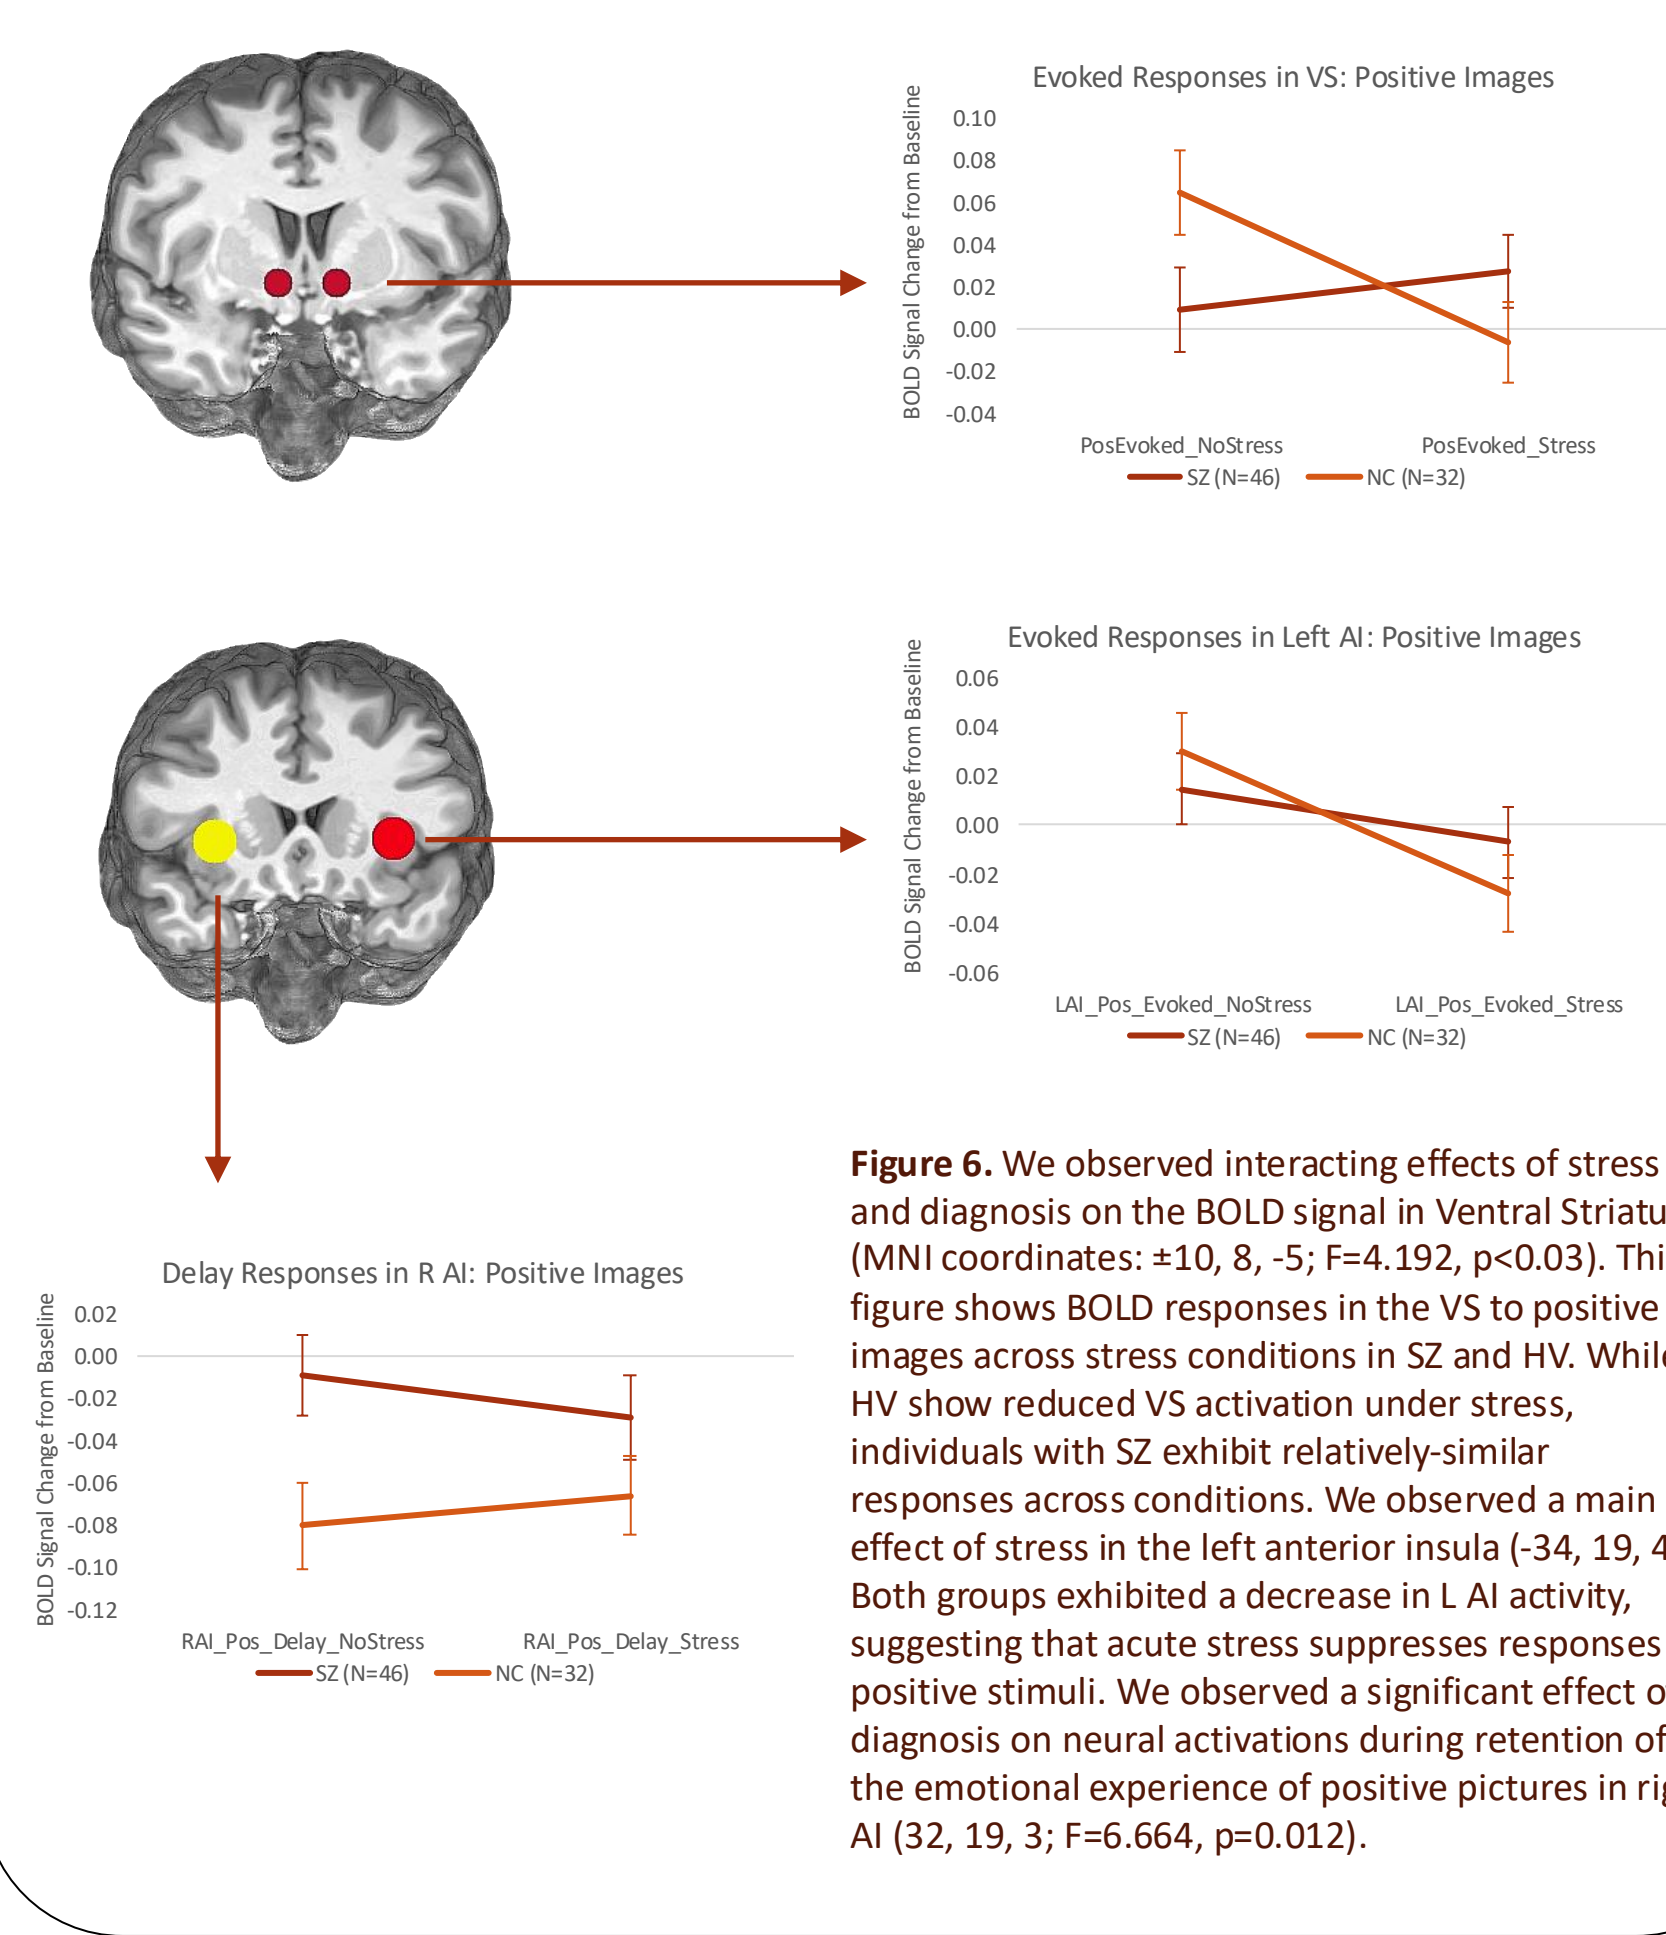 Evoked Responses in VS: Positive Images
BOLD Signal Change from Baseline
0.10
0.08
0.06
0.04
0.02
0.00
-0.02
-0.04
PosEvoked_NoStress PosEvoked_Stress
SZ (N=46) NC (N=32)
Evoked Responses in Left AI: Positive Images
BOLD Signal Change from Baseline
0.06
0.04
0.02
0.00
-0.02
-0.04
-0.06
LAI_Pos_Evoked_NoStress LAI_Pos_Evoked_Stress
SZ (N=46) NC (N=32)
Delay Responses in R AI: Positive Images
BOLD Signal Change from Baseline
0.02
0.00
-0.02
-0.04
-0.06
-0.08
-0.10
-0.12
RAI_Pos_Delay_NoStress RAI_Pos_Delay_Stress
SZ (N=46) NC (N=32)
Figure 6. We observed interacting effects of stress
and diagnosis on the BOLD signal in Ventral
(MNI coordinates: ±10, 8, -5; F=4.192, p<0.03).
figure shows BOLD responses in the VS to positive
images across stress conditions in SZ and HV.
HV show reduced VS activation under stress,
individuals with SZ exhibit relatively-similar
responses across conditions. We observed a main
effect of stress in the left anterior insula (-34, 19,
Both groups exhibited a decrease in L AI activity,
suggesting that acute stress suppresses responses
positive stimuli. We observed a significant effect
diagnosis on neural activations during retention of
the emotional experience of positive pictures in
AI (32, 19, 3; F=6.664, p=0.012).